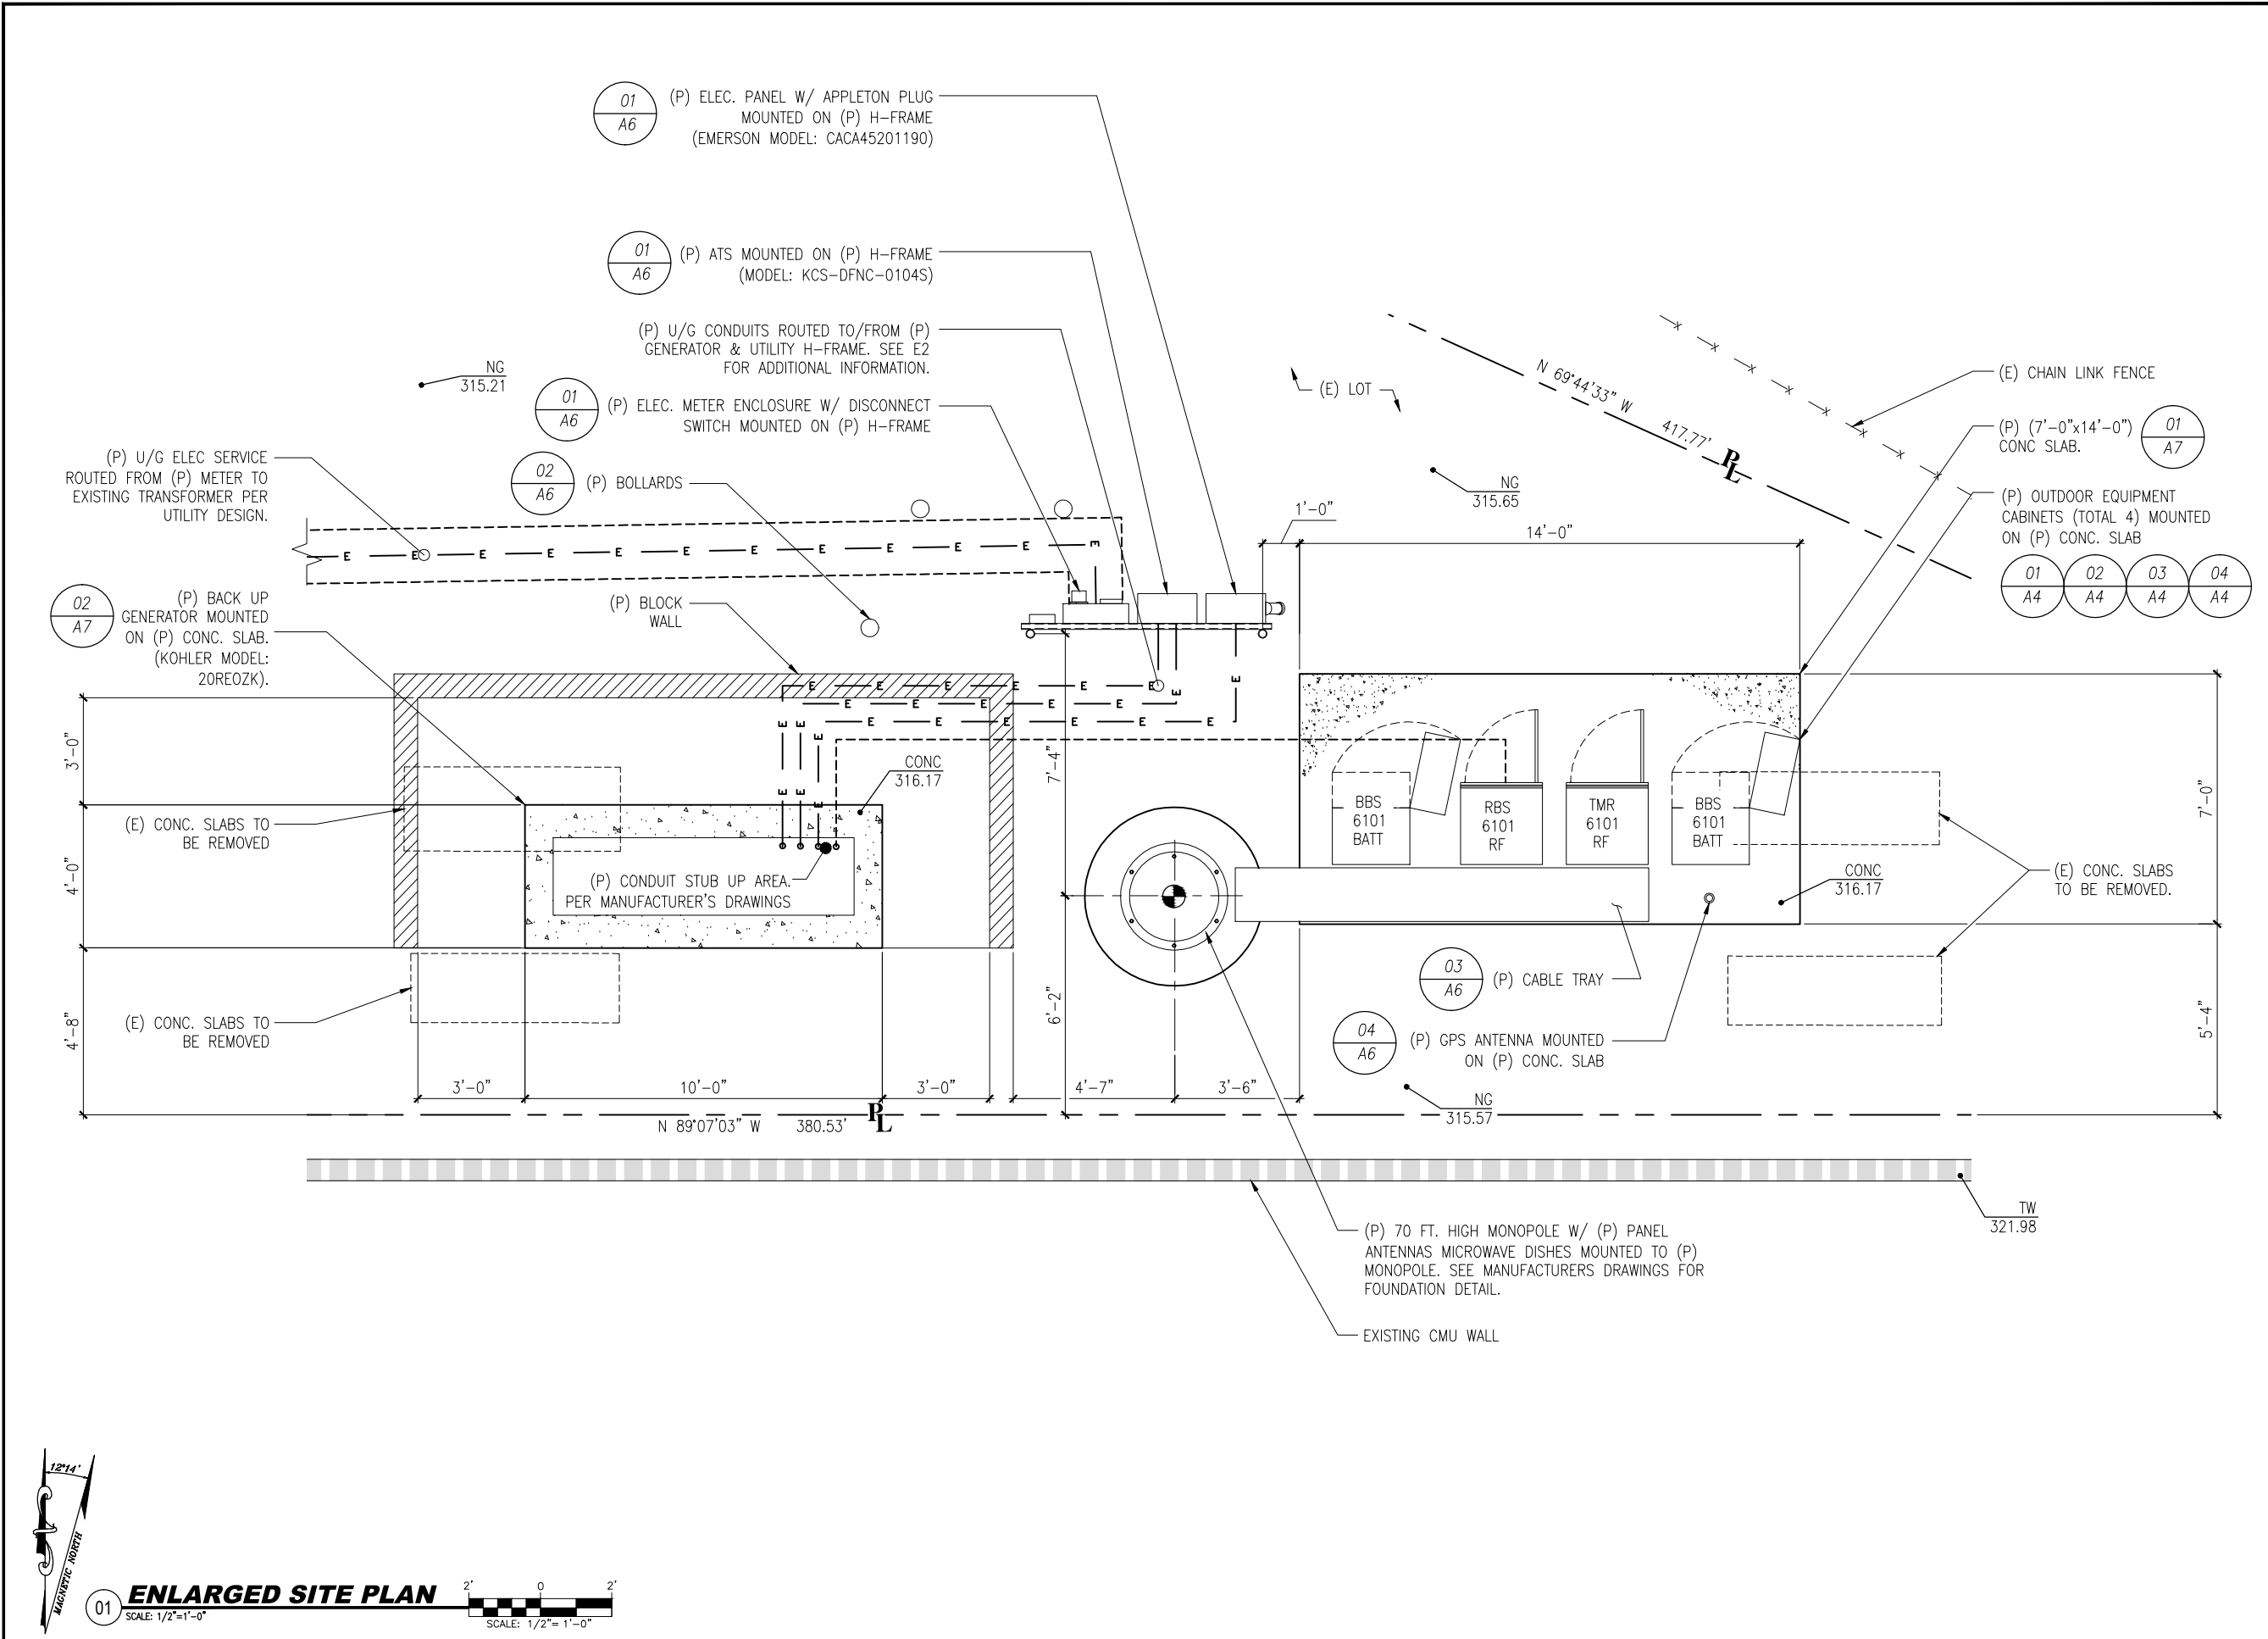 01
A6
(P) ELEC. PANEL W/ APPLETON PLUG
MOUNTED ON (P) H-FRAME
(EMERSON MODEL: CACA45201190)
01
A6
(P) ATS MOUNTED ON (P) H-FRAME
(MODEL: KCS-DFNC-0104S)
(P) U/G CONDUITS ROUTED TO/FROM (P)
GENERATOR & UTILITY H-FRAME. SEE E2
FOR ADDITIONAL INFORMATION.
NG
315.21
01
A6
(P) ELEC. METER ENCLOSURE W/ DISCONNECT
SWITCH MOUNTED ON (P) H-FRAME
(P) U/G ELEC SERVICE
ROUTED FROM (P) METER TO
EXISTING TRANSFORMER PER
UTILITY DESIGN.
02
A6
(P) BOLLARDS
(E) LOT
N 69°44'33" W
417.77'
PL
NG
315.65
(E) CHAIN LINK FENCE
(P) (7'-0"x14'-0")
CONC SLAB.
01
A7
(P) OUTDOOR EQUIPMENT
CABINETS (TOTAL 4) MOUNTED
ON (P) CONC. SLAB
01
A4
02
A4
03
A4
04
A4
1'-0"
14'-0"
E E E E E E E E E E E E
02
A7
(P) BACK UP
GENERATOR MOUNTED
ON (P) CONC. SLAB.
(KOHLER MODEL:
20REOZK).
(P) BLOCK
WALL
E E E E E E
E E E E E E
E E E E E E E
E E E E E E
3'-0"
4'-0"
4'-8"
(E) CONC. SLABS TO
BE REMOVED
CONC
316.17
(P) CONDUIT STUB UP AREA.
PER MANUFACTURER'S DRAWINGS
7'-4"
6'-2"
BBS
6101
BATT
RBS
6101
RF
TMR
6101
RF
BBS
6101
BATT
CONC
316.17
(E) CONC. SLABS
TO BE REMOVED.
7'-0"
5'-4"
(E) CONC. SLABS TO
BE REMOVED
03
A6
(P) CABLE TRAY
04
A6
(P) GPS ANTENNA MOUNTED
ON (P) CONC. SLAB
3'-0"
10'-0"
3'-0"
4'-7"
3'-6"
NG
315.57
N 89°07'03" W 380.53'
PL
TW
321.98
(P) 70 FT. HIGH MONOPOLE W/ (P) PANEL
ANTENNAS MICROWAVE DISHES MOUNTED TO (P)
MONOPOLE. SEE MANUFACTURERS DRAWINGS FOR
FOUNDATION DETAIL.
EXISTING CMU WALL
12°14'
MAGNETIC NORTH
01
ENLARGED SITE PLAN
SCALE: 1/2"=1'-0"
2' 0 2'
SCALE: 1/2"= 1'-0"